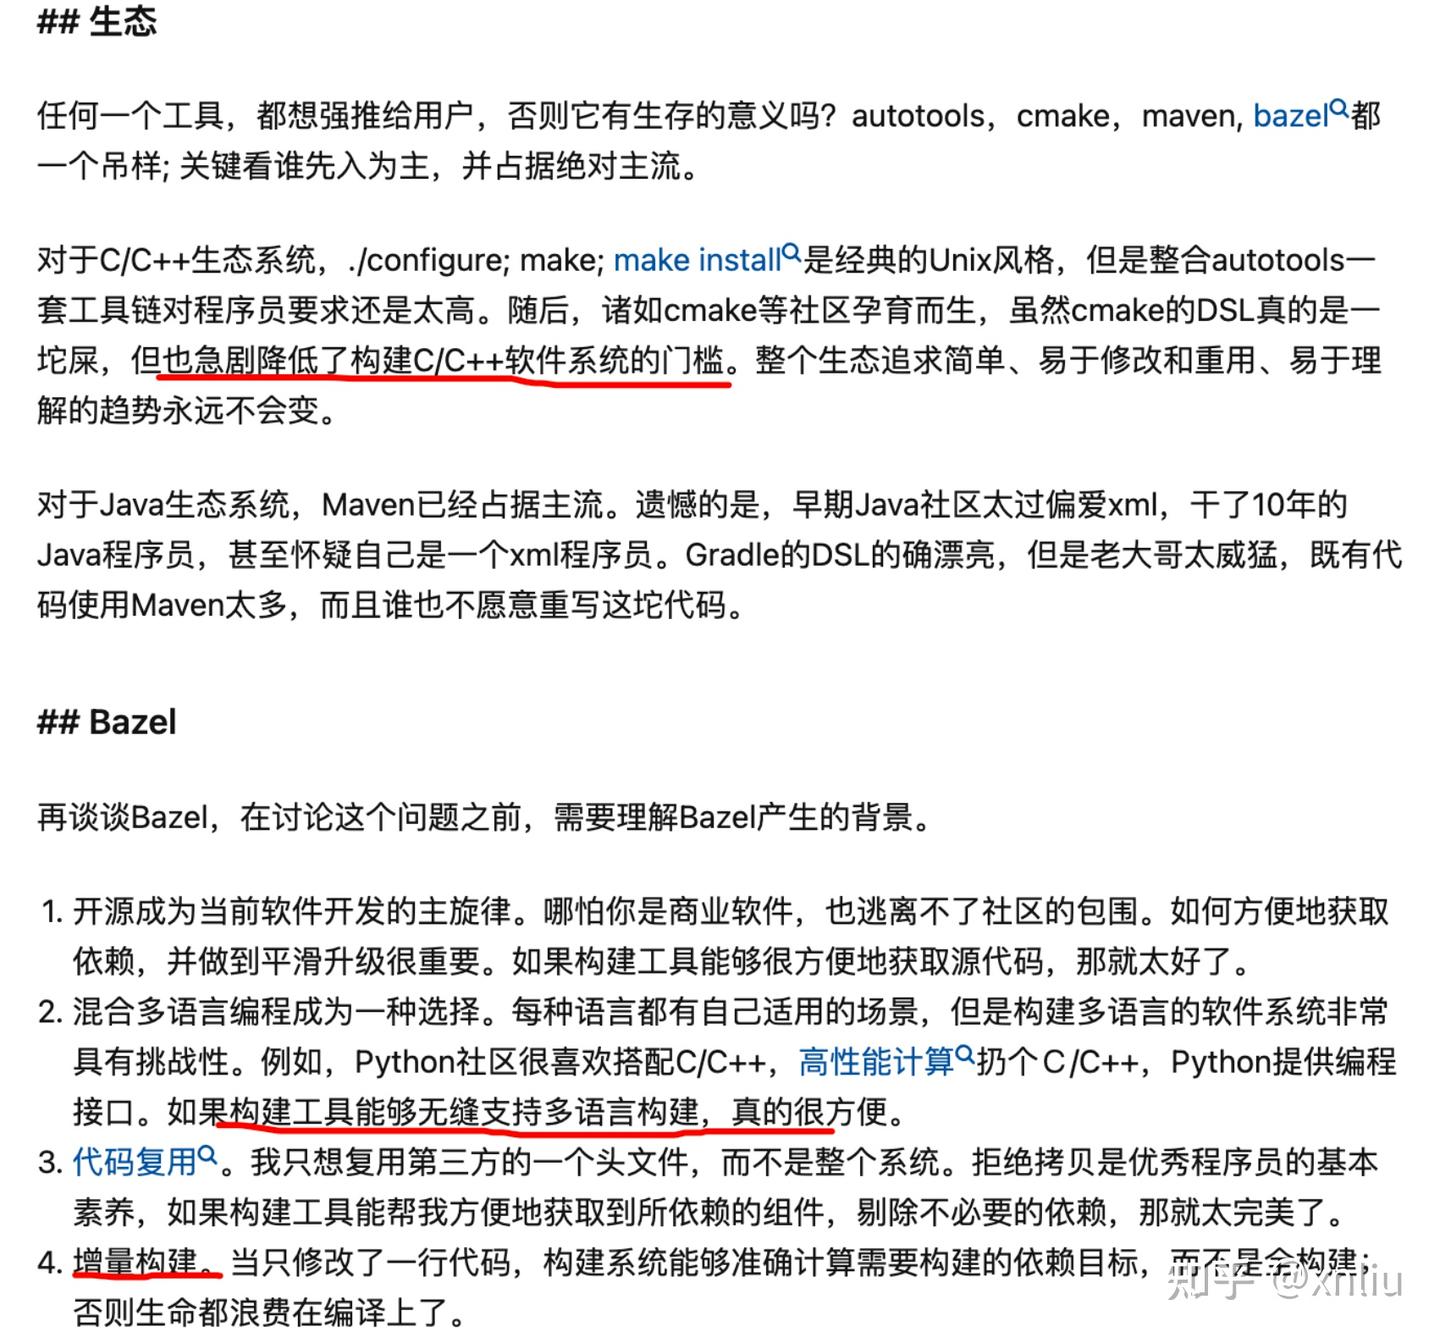 ## 生态
任何一个工具，都想强推给用户，否则它有生存的意义吗？autotools，cmake，maven, bazel都
一个吊样; 关键看谁先入为主，并占据绝对主流。
对于C/C++生态系统，./configure; make; make install是经典的Unix风格，但是整合autotools一
套工具链对程序员要求还是太高。随后，诸如cmake等社区孕育而生，虽然cmake的DSL真的是一
坨屎，但也急剧降低了构建C/C++软件系统的门槛。整个生态追求简单、易于修改和重用、易于理
解的趋势永远不会变。
对于Java生态系统，Maven已经占据主流。遗憾的是，早期Java社区太过偏爱xml，干了10年的
Java程序员，甚至怀疑自己是一个xml程序员。Gradle的DSL的确漂亮，但是老大哥太威猛，既有代
码使用Maven太多，而且谁也不愿意重写这坨代码。
## Bazel
再谈谈Bazel，在讨论这个问题之前，需要理解Bazel产生的背景。
1. 开源成为当前软件开发的主旋律。哪怕你是商业软件，也逃离不了社区的包围。如何方便地获取
依赖，并做到平滑升级很重要。如果构建工具能够很方便地获取源代码，那就太好了。
2. 混合多语言编程成为一种选择。每种语言都有自己适用的场景，但是构建多语言的软件系统非常
具有挑战性。例如，Python社区很喜欢搭配C/C++，高性能计算扔个Ｃ/C++，Python提供编程
接口。如果构建工具能够无缝支持多语言构建，真的很方便。
3. 代码复用。我只想复用第三方的一个头文件，而不是整个系统。拒绝拷贝是优秀程序员的基本
素养，如果构建工具能帮我方便地获取到所依赖的组件，剔除不必要的依赖，那就太完美了。
4. 增量构建。当只修改了一行代码，构建系统能够准确计算需要构建的依赖目标，而不是全构建；
否则生命都浪费在编译上了。
知乎 @xnliu